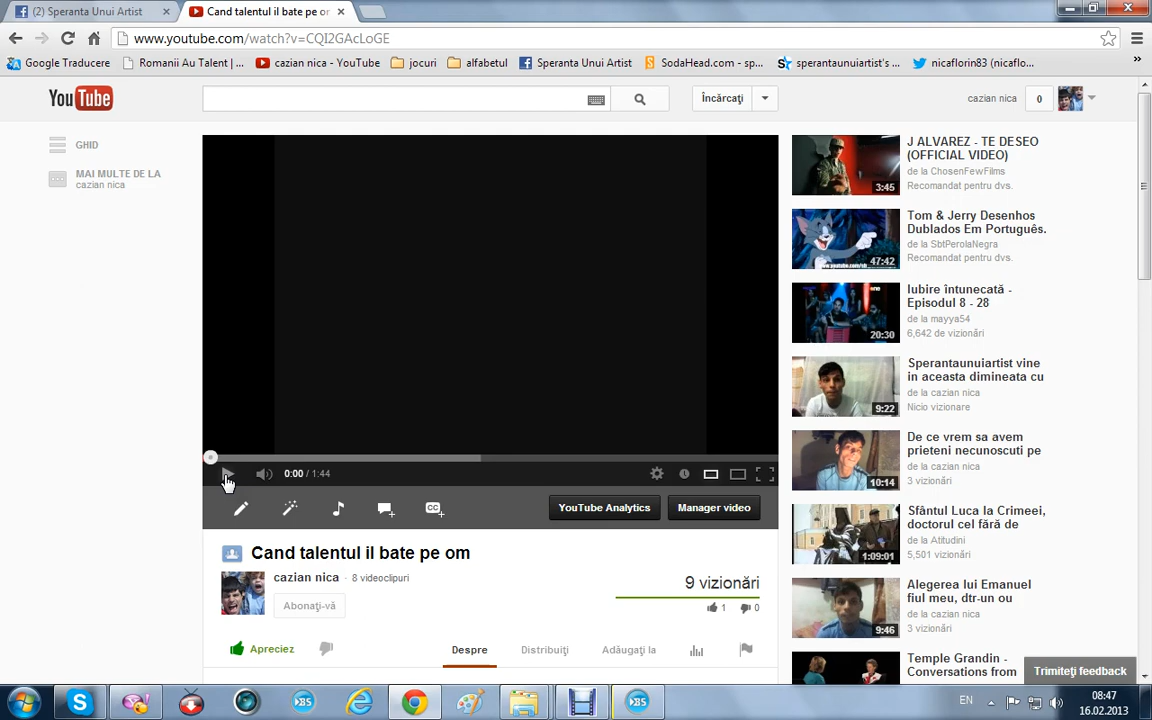 (2) Speranta Unui Artist
Cand talentul il bate pe or
www.youtube.com/watch?v=CQI2GAcLoGE
Google Traducere
Romanii Au Talent | ...
cazian nica - YouTube
jocuri
alfabetul
Speranta Unui Artist
SodaHead.com - sp...
sperantaunuiartist's ...
nicaflorin83 (nicaflo...
»
YouTube
Încărcați
cazian nica
0
GHID
MAI MULTE DE LA
cazian nica
J ALVAREZ - TE DESEO
(OFFICIAL VIDEO)
de la ChosenFewFilms
Recomandat pentru dvs.
3:45
Tom & Jerry Desenhos
Dublados Em Português.
de la SbtPerolaNegra
Recomandat pentru dvs.
47:42
Iubire întunecată -
Episodul 8 - 28
de la mayya54
6,642 de vizionări
20:30
Sperantaunuiartist vine
in aceasta dimineata cu
de la cazian nica
Nicio vizionare
9:22
De ce vrem sa avem
prieteni necunoscuti pe
de la cazian nica
3 vizionări
10:14
Sfântul Luca la Crimeei,
doctorul cel fără de
de la Atitudini
5,501 vizionări
1:09:01
Alegerea lui Emanuel
fiul meu, dtr-un ou
de la cazian nica
3 vizionări
9:46
Temple Grandin -
Conversations from
0:00 / 1:44
CC
YouTube Analytics
Manager video
Cand talentul il bate pe om
cazian nica · 8 videoclipuri
Abonați-vă
9 vizionări
1
0
Apreciez
Despre
Distribuiți
Adăugați la
Trimiteți feedback
EN
08:47
16.02.2013